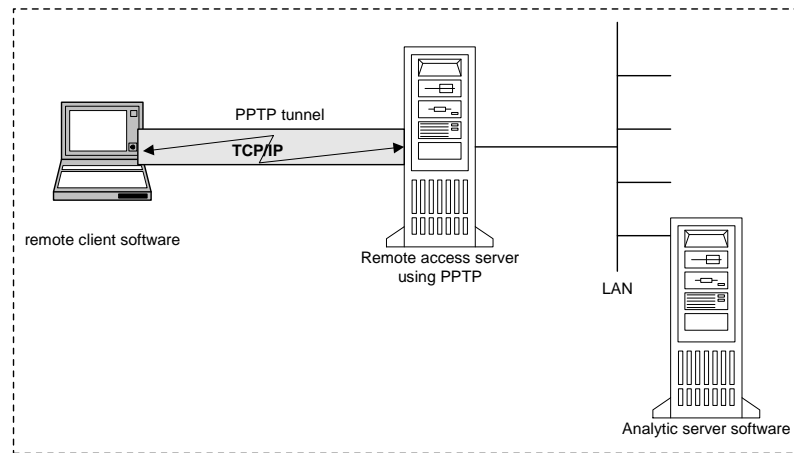 PPTP tunnel
TCP/IP
remote client software
Remote access server
using PPTP
LAN
Analytic server software